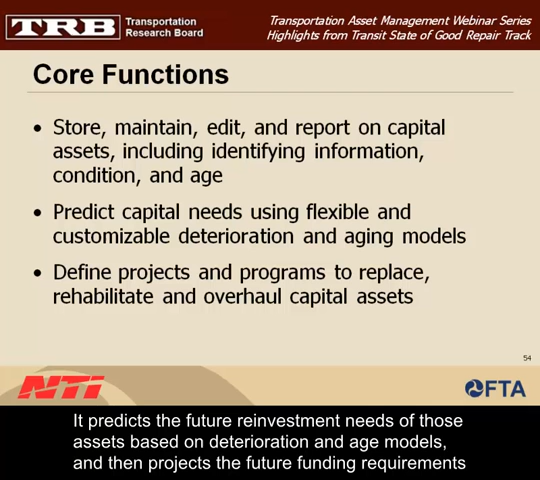 TRB Transportation Research Board
Transportation Asset Management Webinar Series
Highlights from Transit State of Good Repair Track
Core Functions
• Store, maintain, edit, and report on capital
assets, including identifying information,
condition, and age
• Predict capital needs using flexible and
customizable deterioration and aging models
• Define projects and programs to replace,
rehabilitate and overhaul capital assets
54
NTI
FTA
It predicts the future reinvestment needs of those
assets based on deterioration and age models,
and then projects the future funding requirements